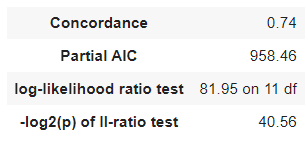 Concordance 0.74
Partial AIC 958.46
log-likelihood ratio test 81.95 on 11 df
-log2(p) of ll-ratio test 40.56